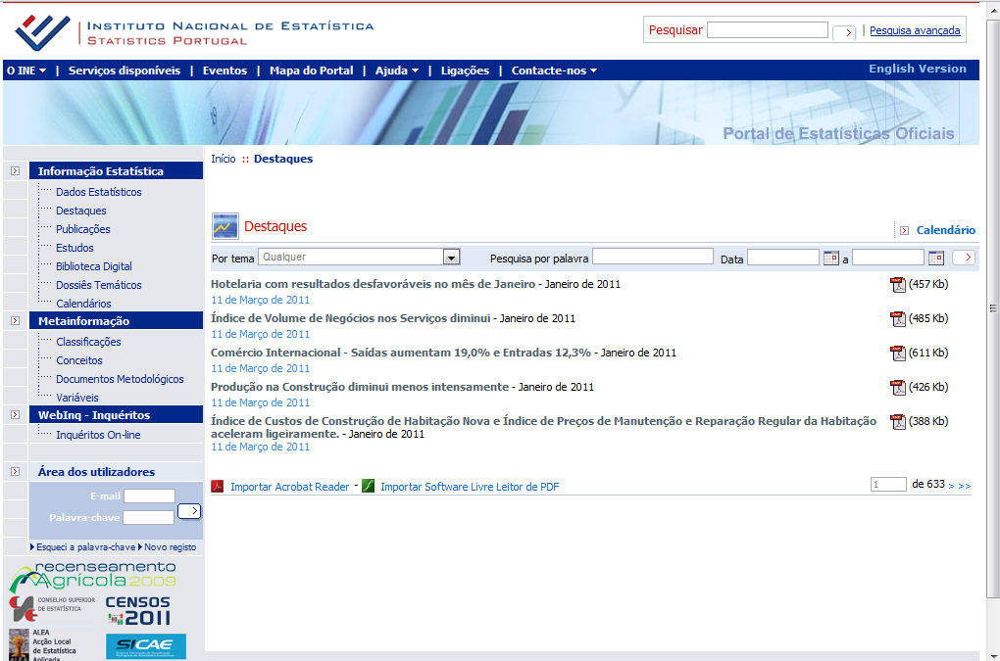 INSTITUTO NACIONAL DE ESTATÍSTICA
STATISTICS PORTUGAL
Pesquisar
Pesquisa avançada
O INE | Serviços disponíveis | Eventos | Mapa do Portal | Ajuda | Ligações | Contacte-nos
English Version
Portal de Estatísticas Oficiais
Início :: Destaques
Informação Estatística
Dados Estatísticos
Destaques
Publicações
Estudos
Biblioteca Digital
Dossiês Temáticos
Calendários
Metainformação
Classificações
Conceitos
Documentos Metodológicos
Variáveis
WebInq - Inquéritos
Inquéritos On-line
Área dos utilizadores
E-mail
Palavra-chave
Esqueci a palavra-chave Novo registo
recenseamento
Agrícola 2009
CONSELHO SUPERIOR
DE ESTATÍSTICA
CENSOS
2011
ALEA
Acção Local
de Estatística
Aplicada
SICAE
Destaques
Calendário
Por tema Qualquer Pesquisa por palavra Data a
Hotelaria com resultados desfavoráveis no mês de Janeiro - Janeiro de 2011 (457 Kb)
11 de Março de 2011
Índice de Volume de Negócios nos Serviços diminui - Janeiro de 2011 (485 Kb)
11 de Março de 2011
Comércio Internacional - Saídas aumentam 19,0% e Entradas 12,3% - Janeiro de 2011 (611 Kb)
11 de Março de 2011
Produção na Construção diminui menos intensamente - Janeiro de 2011 (426 Kb)
11 de Março de 2011
Índice de Custos de Construção de Habitação Nova e Índice de Preços de Manutenção e Reparação Regular da Habitação (388 Kb)
aceleram ligeiramente. - Janeiro de 2011
11 de Março de 2011
Importar Acrobat Reader - Importar Software Livre Leitor de PDF
1 de 633 > >>